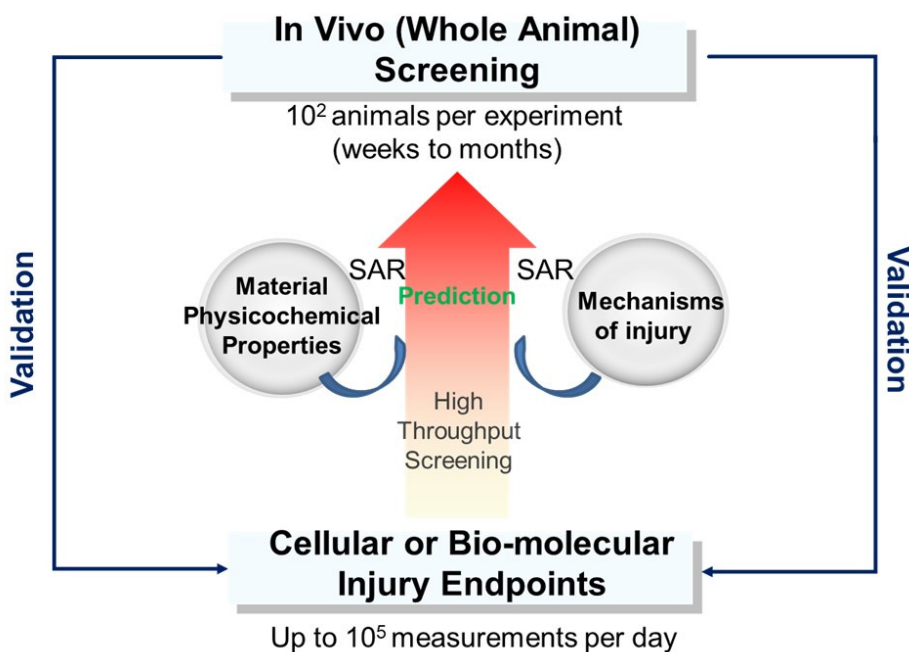 In Vivo (Whole Animal)
Screening
10² animals per experiment
(weeks to months)
Validation
Validation
SAR
SAR
Material
Physicochemical
Properties
Prediction
Mechanisms
of injury
High
Throughput
Screening
Cellular or Bio-molecular
Injury Endpoints
Up to 10⁵ measurements per day